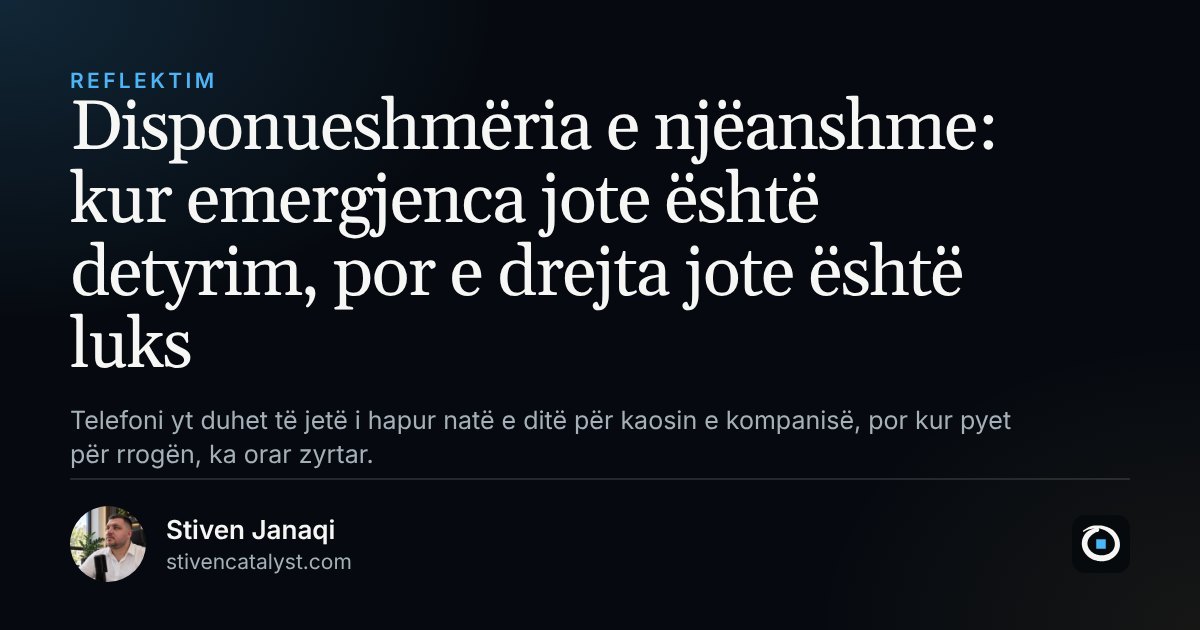 REFLEKTIM
Disponueshmëria e njëanshme:
kur emergjenca jote është
detyrim, por e drejta jote është
luks
Telefoni yt duhet të jetë i hapur natë e ditë për kaosin e kompanisë, por kur pyet
për rrogën, ka orar zyrtar.
Stiven Janaqi
stivencatalyst.com